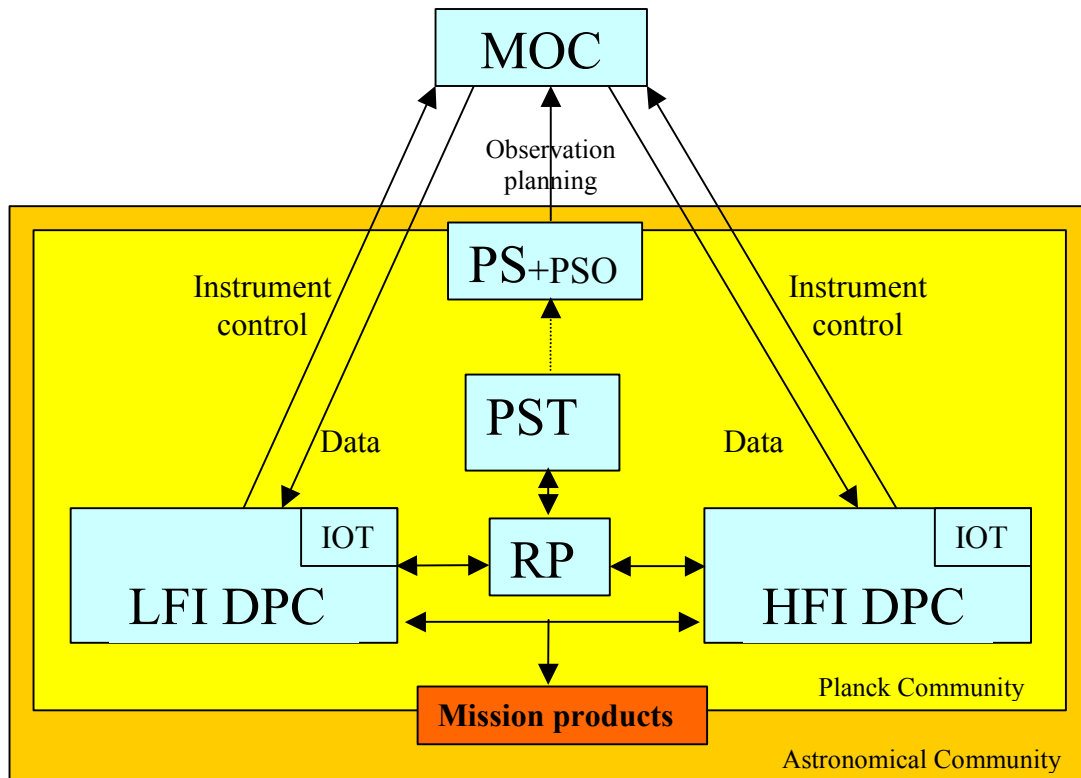 MOC
Observation
planning
PS+PSO
Instrument
control
Instrument
control
PST
Data
Data
IOT
IOT
RP
LFI DPC
HFI DPC
Planck Community
Mission products
Astronomical Community